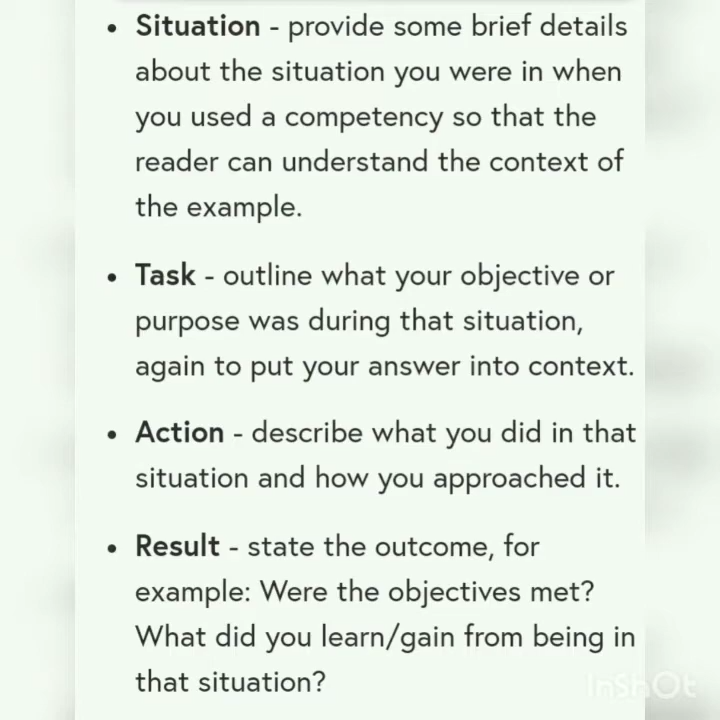 • Situation - provide some brief details
about the situation you were in when
you used a competency so that the
reader can understand the context of
the example.
• Task - outline what your objective or
purpose was during that situation,
again to put your answer into context.
• Action - describe what you did in that
situation and how you approached it.
• Result - state the outcome, for
example: Were the objectives met?
What did you learn/gain from being in
that situation?
InShOt